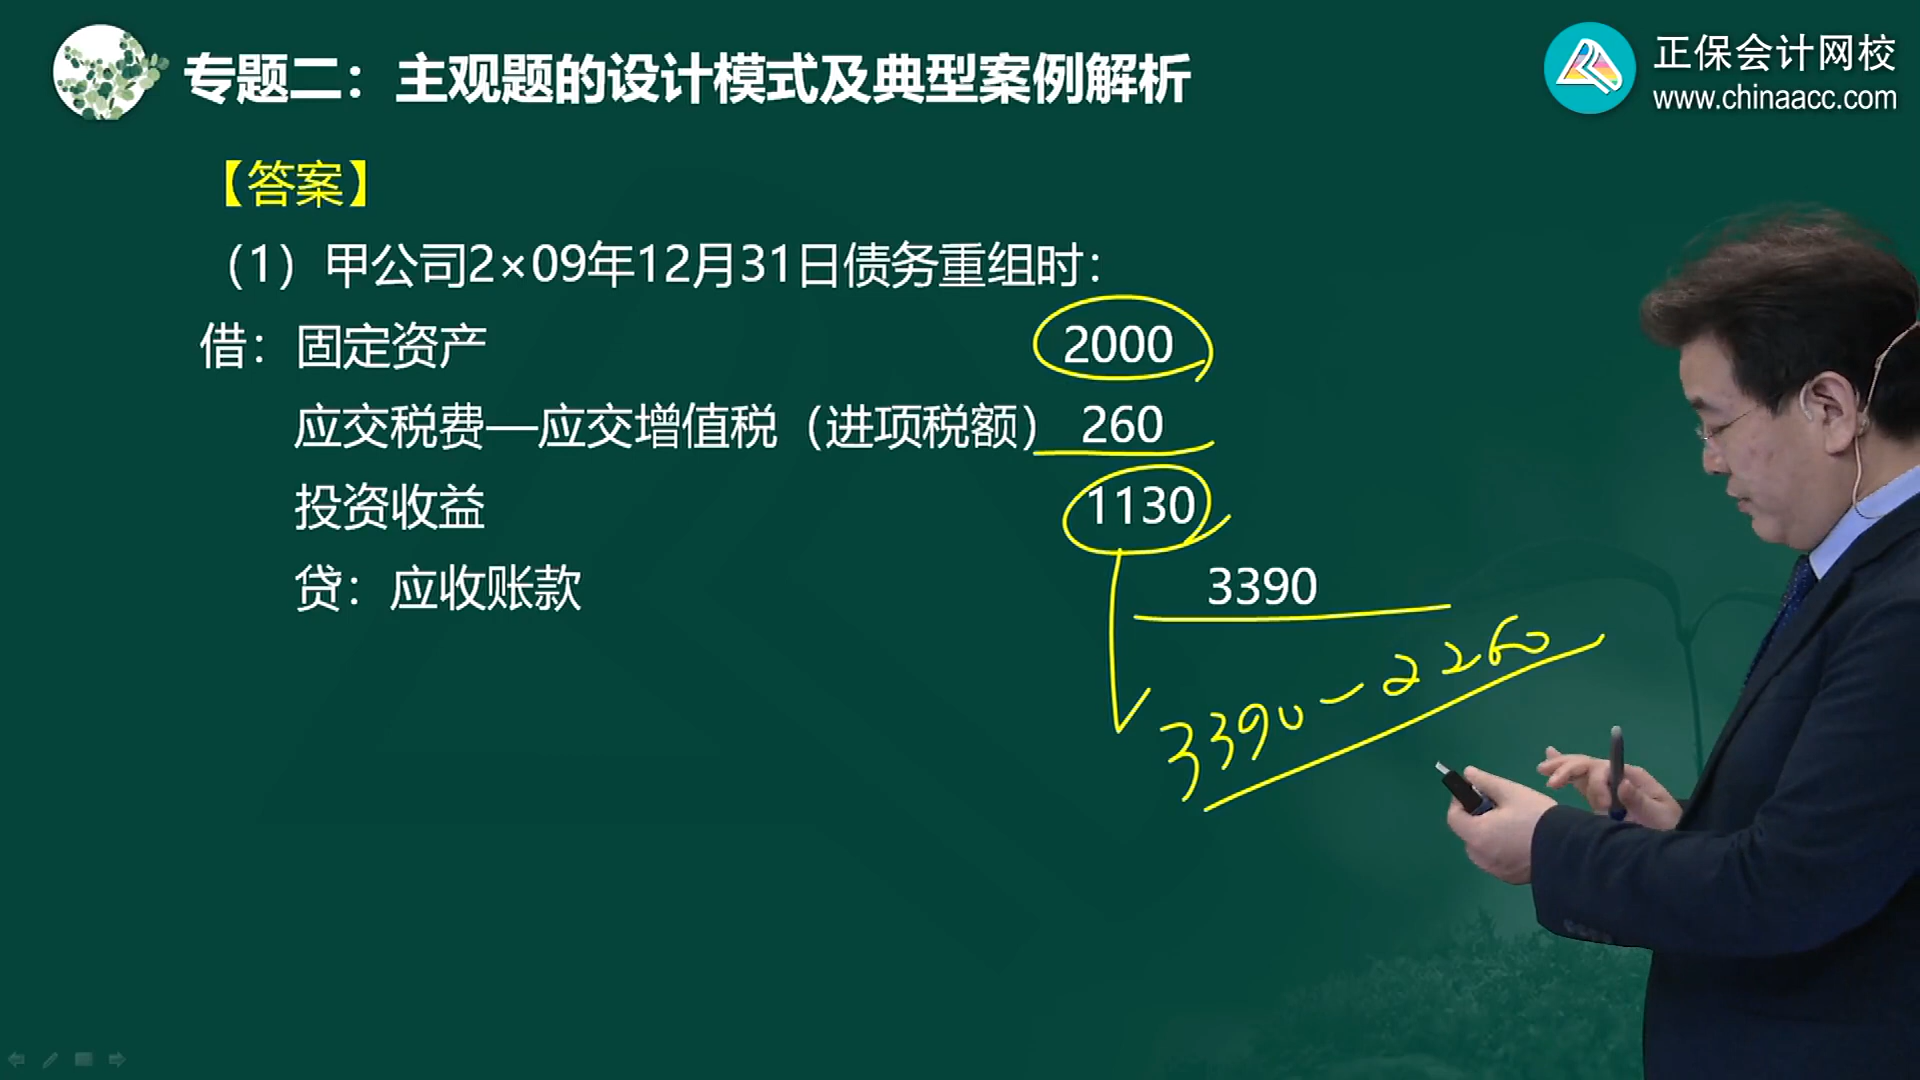 专题二：主观题的设计模式及典型案例解析
正保会计网校
www.chinaacc.com
【答案】
（1）甲公司2×09年12月31日债务重组时：
借：固定资产 2000
应交税费—应交增值税（进项税额） 260
投资收益 1130
贷：应收账款 3390
3390-2260